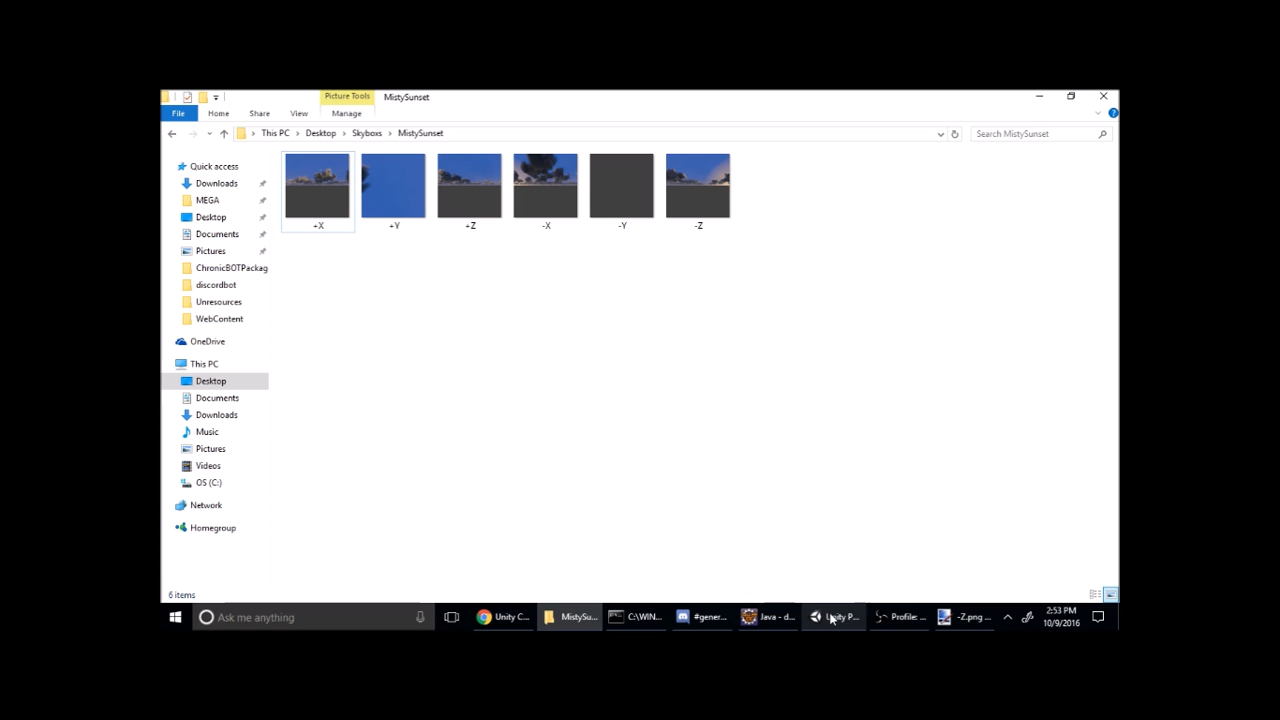 Picture Tools
MistySunset
File
Home
Share
View
Manage
This PC
Desktop
Skyboxs
MistySunset
Search MistySunset
Quick access
Downloads
MEGA
Desktop
Documents
Pictures
ChronicBOTPackag
discordbot
Unresources
WebContent
OneDrive
This PC
Desktop
Documents
Downloads
Music
Pictures
Videos
OS (C:)
Network
Homegroup
+X
+Y
+Z
-X
-Y
-Z
6 items
Ask me anything
Unity C...
MistySu...
C:\WIN...
#gener...
Java - d...
Unity P...
Profile: ...
-Z.png ...
2:53 PM
10/9/2016